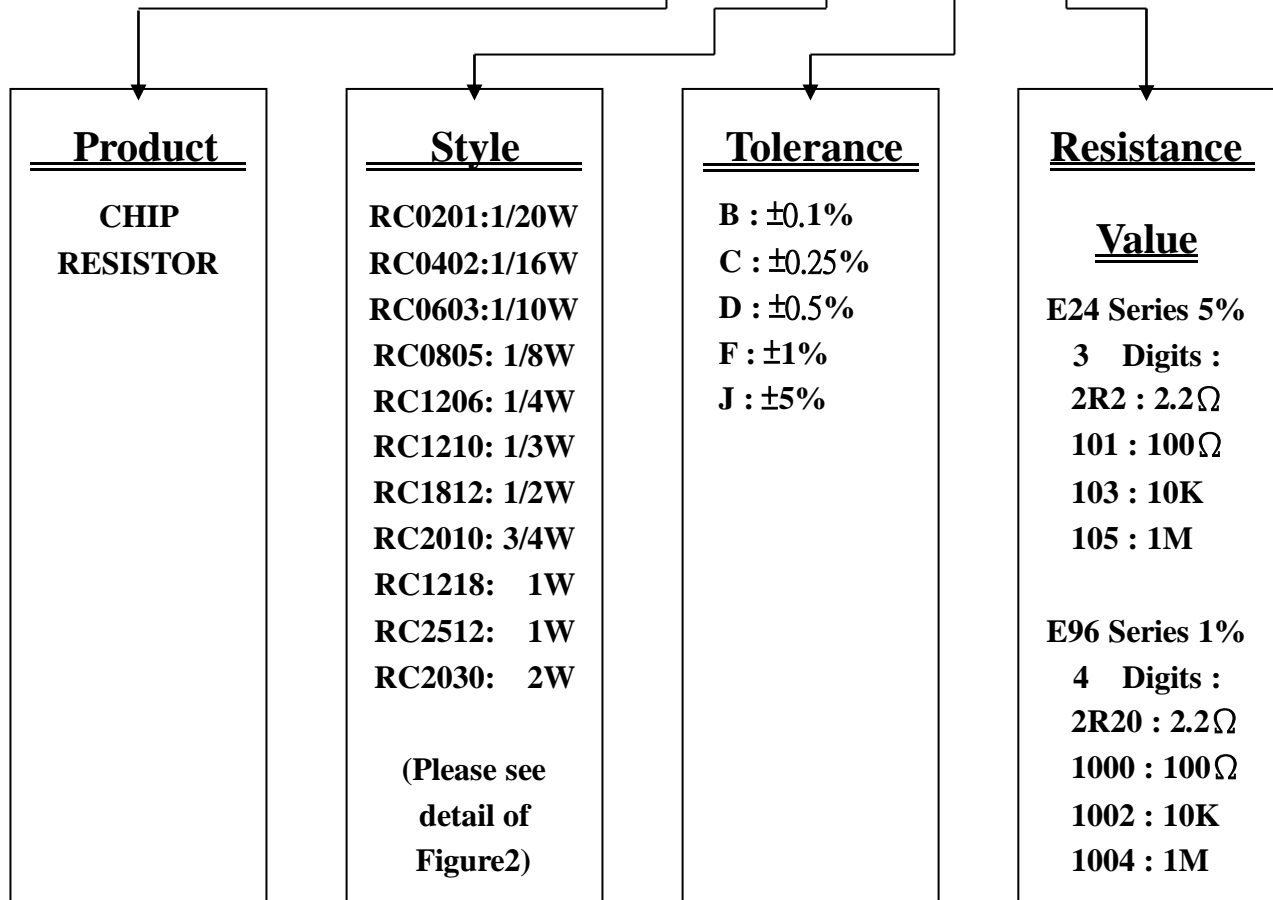 Product
CHIP
RESISTOR
Style
RC0201:1/20W
RC0402:1/16W
RC0603:1/10W
RC0805: 1/8W
RC1206: 1/4W
RC1210: 1/3W
RC1812: 1/2W
RC2010: 3/4W
RC1218: 1W
RC2512: 1W
RC2030: 2W
(Please see
detail of
Figure2)
Tolerance
B : ±0.1%
C : ±0.25%
D : ±0.5%
F : ±1%
J : ±5%
Resistance
Value
E24 Series 5%
3 Digits :
2R2 : 2.2Ω
101 : 100Ω
103 : 10K
105 : 1M
E96 Series 1%
4 Digits :
2R20 : 2.2Ω
1000 : 100Ω
1002 : 10K
1004 : 1M